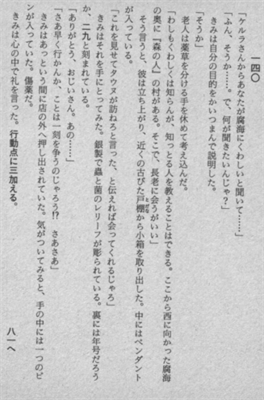 一四〇
「ケルラさんからあなたが腐海にくわしいと聞いて……」
「ふん、そうか……。で、何が聞きたいんじゃ？」
きみは自分の目的をかいつまんで説明した。
「そうか」
老人は薬草を分ける手を休めて考え込んだ。
「わしもくわしくは知らんが、知っとる人を教えることはできる。ここから西に向かった腐海
の奥に『森の人』の村がある。そこで、長老に会うがいい」
そう言うと、彼は立ち上がり、近くの古びた戸棚から小箱を取り出した。中にはペンダント
が入っている。
「これを見せてタウヌが訪ねろと言った、と伝えれば会ってくれるじゃろ」
きみはそれを手にとってみた。銀製で蟲と菌のレリーフが彫られている。裏には年号だろう
か、二九と刻まれている。
「ありがとう、おじいさん。あの……」
「さあ早く行かんか、ことは一刻を争うのじゃろう!? さあさあ」
きみはあっという間に店の外へ押し出されていた。気がついてみると、手の中には一つのビ
ンが入っていた。傷薬だ。
きみは心の中で礼を言った。行動点に三加える。
八一へ